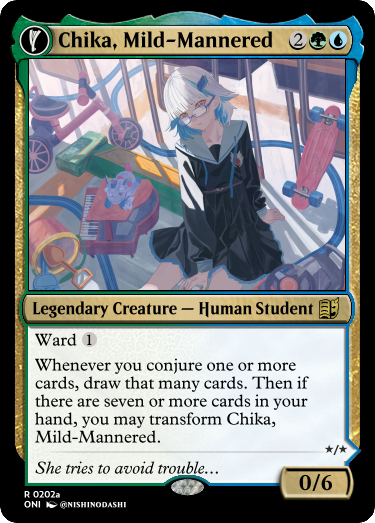 Chika, Mild-Mannered 2
Legendary Creature — Human Student
Ward 1
Whenever you conjure one or more
cards, draw that many cards. Then if
there are seven or more cards in your
hand, you may transform Chika,
Mild-Mannered.
*/*
She tries to avoid trouble…
0/6
R 0202a
ONI @NISHINODASHI